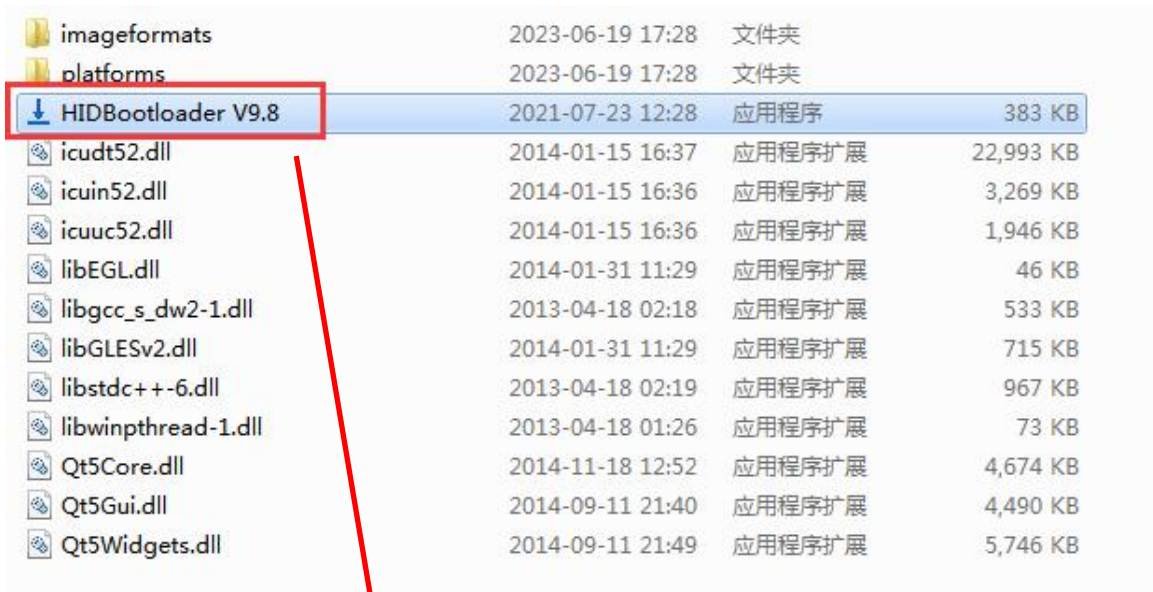 imageformats 2023-06-19 17:28 文件夹
platforms 2023-06-19 17:28 文件夹
HIDBootloader V9.8 2021-07-23 12:28 应用程序 383 KB
icudt52.dll 2014-01-15 16:37 应用程序扩展 22,993 KB
icuin52.dll 2014-01-15 16:36 应用程序扩展 3,269 KB
icuuc52.dll 2014-01-15 16:36 应用程序扩展 1,946 KB
libEGL.dll 2014-01-31 11:29 应用程序扩展 46 KB
libgcc_s_dw2-1.dll 2013-04-18 02:18 应用程序扩展 533 KB
libGLESv2.dll 2014-01-31 11:29 应用程序扩展 715 KB
libstdc++-6.dll 2013-04-18 02:19 应用程序扩展 967 KB
libwinpthread-1.dll 2013-04-18 01:26 应用程序扩展 73 KB
Qt5Core.dll 2014-11-18 12:52 应用程序扩展 4,674 KB
Qt5Gui.dll 2014-09-11 21:40 应用程序扩展 4,490 KB
Qt5Widgets.dll 2014-09-11 21:49 应用程序扩展 5,746 KB